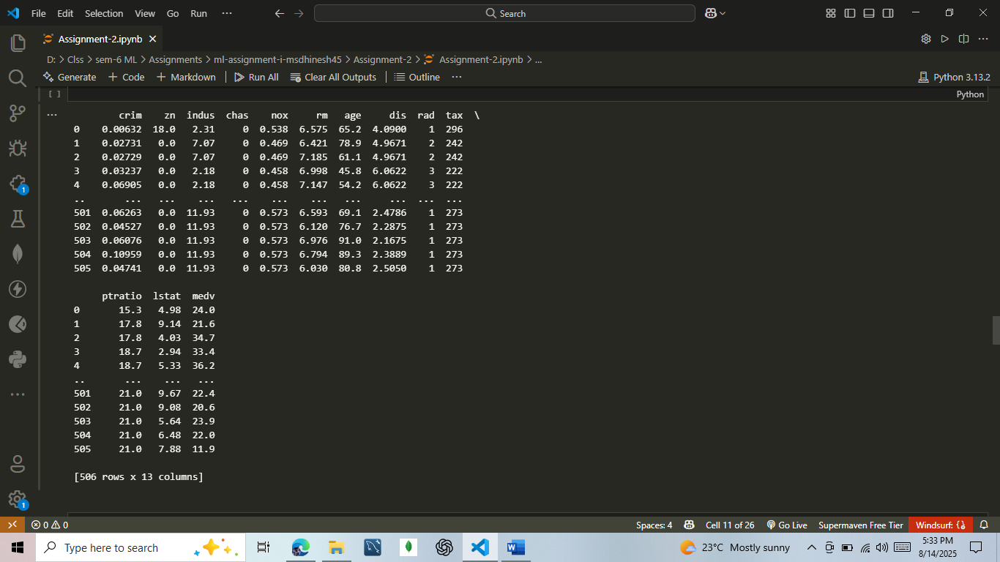 File Edit Selection View Go Run ··· Search
Assignment-2.ipynb
D: > Clss > sem-6 ML > Assignments > ml-assignment-i-msdhinesh45 > Assignment-2 > Assignment-2.ipynb > ...
Generate + Code + Markdown Run All Clear All Outputs Outline ··· Python 3.13.2
[ ] Python
··· crim zn indus chas nox rm age dis rad tax \
0 0.00632 18.0 2.31 0 0.538 6.575 65.2 4.0900 1 296
1 0.02731 0.0 7.07 0 0.469 6.421 78.9 4.9671 2 242
2 0.02729 0.0 7.07 0 0.469 7.185 61.1 4.9671 2 242
3 0.03237 0.0 2.18 0 0.458 6.998 45.8 6.0622 3 222
4 0.06905 0.0 2.18 0 0.458 7.147 54.2 6.0622 3 222
.. ... ... ... ... ... ... ... ... ... ...
501 0.06263 0.0 11.93 0 0.573 6.593 69.1 2.4786 1 273
502 0.04527 0.0 11.93 0 0.573 6.120 76.7 2.2875 1 273
503 0.06076 0.0 11.93 0 0.573 6.976 91.0 2.1675 1 273
504 0.10959 0.0 11.93 0 0.573 6.794 89.3 2.3889 1 273
505 0.04741 0.0 11.93 0 0.573 6.030 80.8 2.5050 1 273
ptratio lstat medv
0 15.3 4.98 24.0
1 17.8 9.14 21.6
2 17.8 4.03 34.7
3 18.7 2.94 33.4
4 18.7 5.33 36.2
.. ... ... ...
501 21.0 9.67 22.4
502 21.0 9.08 20.6
503 21.0 5.64 23.9
504 21.0 6.48 22.0
505 21.0 7.88 11.9
[506 rows x 13 columns]
1
1
0 0 Spaces: 4 Cell 11 of 26 Go Live Supermaven Free Tier Windsurf: {}
Type here to search 23°C Mostly sunny 5:33 PM
8/14/2025